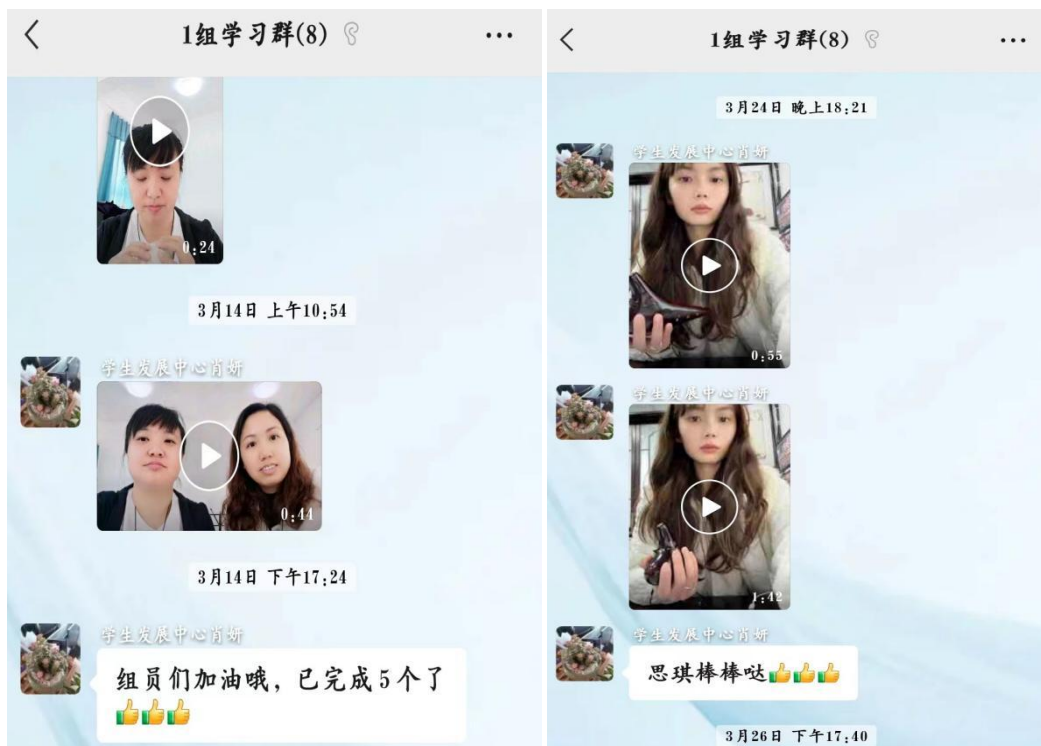 1组学习群(8)
0:24
3月14日 上午10:54
学生发展中心肖妍
0:44
3月14日 下午17:24
学生发展中心肖妍
组员们加油哦，已完成5个了
1组学习群(8)
3月24日 晚上18:21
学生发展中心肖妍
0:55
学生发展中心肖妍
1:42
学生发展中心肖妍
思琪棒棒哒
3月26日 下午17:40